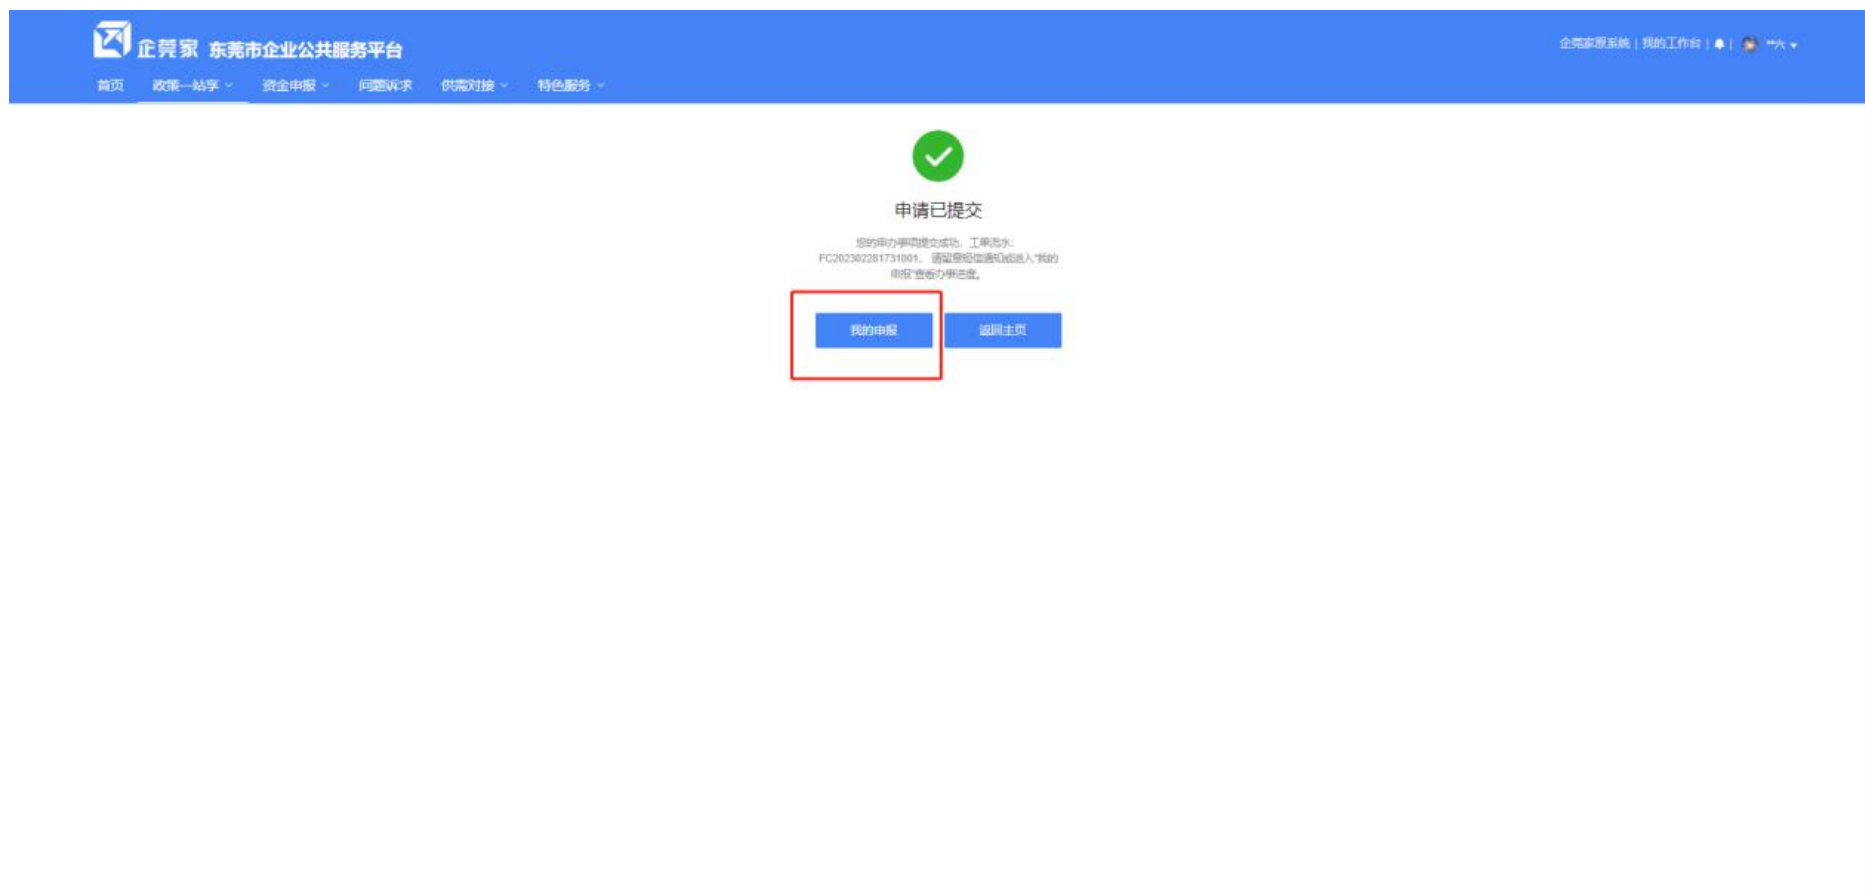 企莞家 东莞市企业公共服务平台
企莞家原系统 | 我的工作台 | | **六
首页 政策一站享 资金申报 问题诉求 供需对接 特色服务
申请已提交
您的申办事项提交成功，工单流水:
FC202302281731001， 请留意短信通知或进入"我的
申报"查看办事进度。
我的申报 返回主页